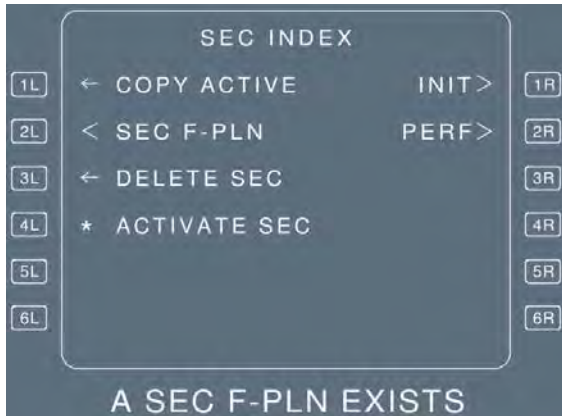 SEC INDEX
1L ← COPY ACTIVE INIT> 1R
2L < SEC F-PLN PERF> 2R
3L ← DELETE SEC 3R
4L * ACTIVATE SEC 4R
5L 5R
6L 6R
A SEC F-PLN EXISTS